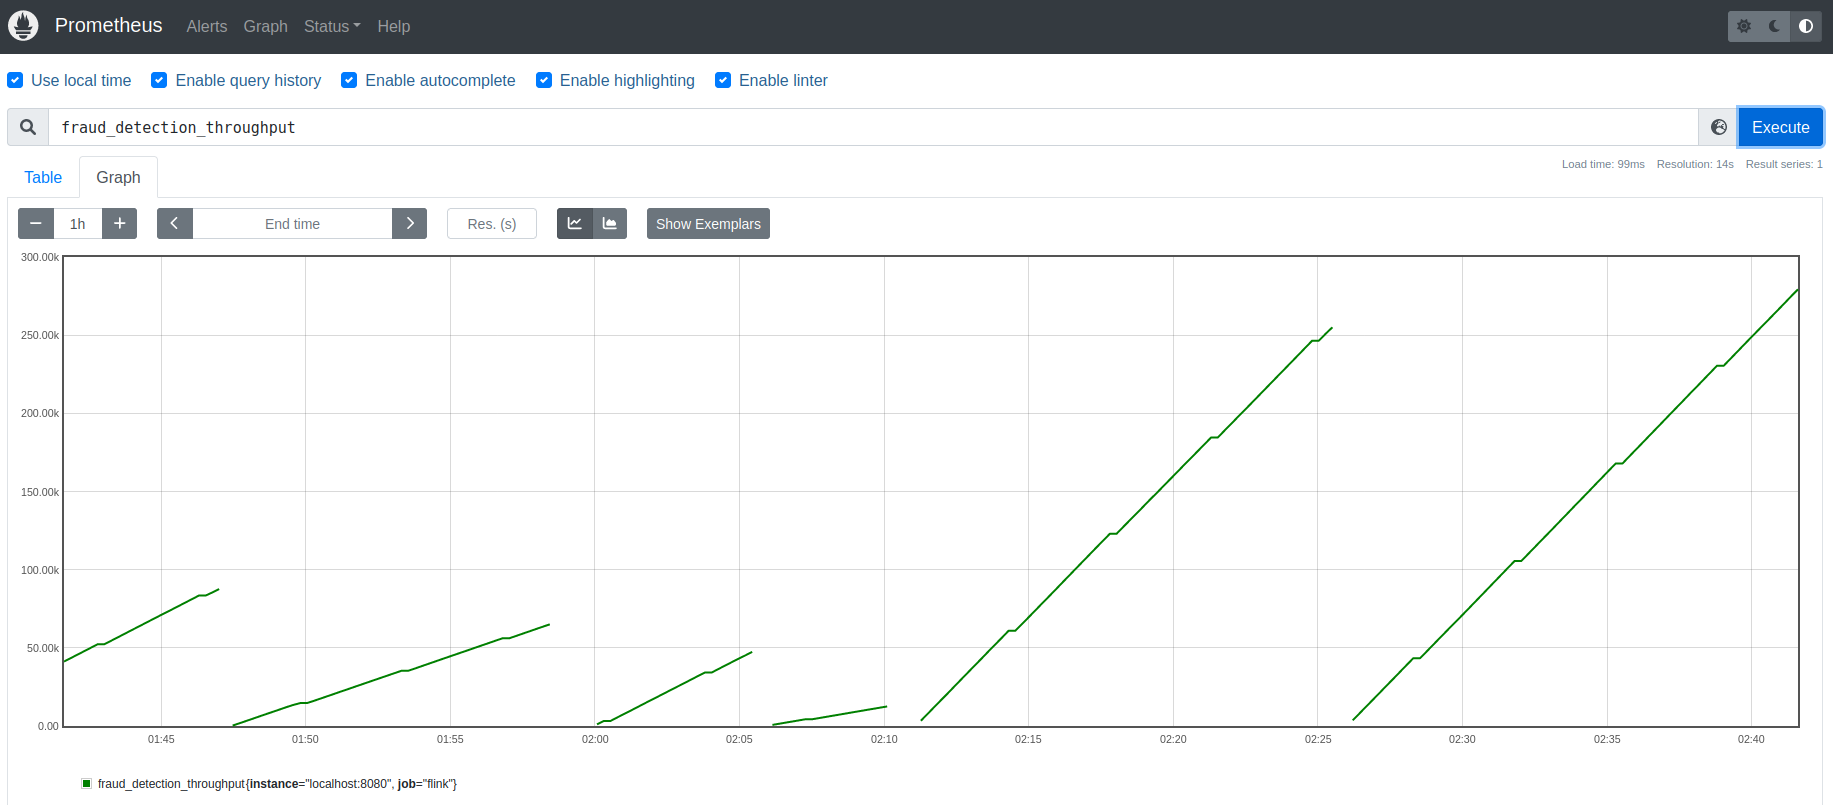 Prometheus Alerts Graph Status Help
Use local time Enable query history Enable autocomplete Enable highlighting Enable linter
fraud_detection_throughput Execute
Load time: 99ms Resolution: 14s Result series: 1
Table Graph
1h End time Res. (s) Show Exemplars
300.00k
250.00k
200.00k
150.00k
100.00k
50.00k
0.00
01:45 01:50 01:55 02:00 02:05 02:10 02:15 02:20 02:25 02:30 02:35 02:40
fraud_detection_throughput{instance="localhost:8080", job="flink"}